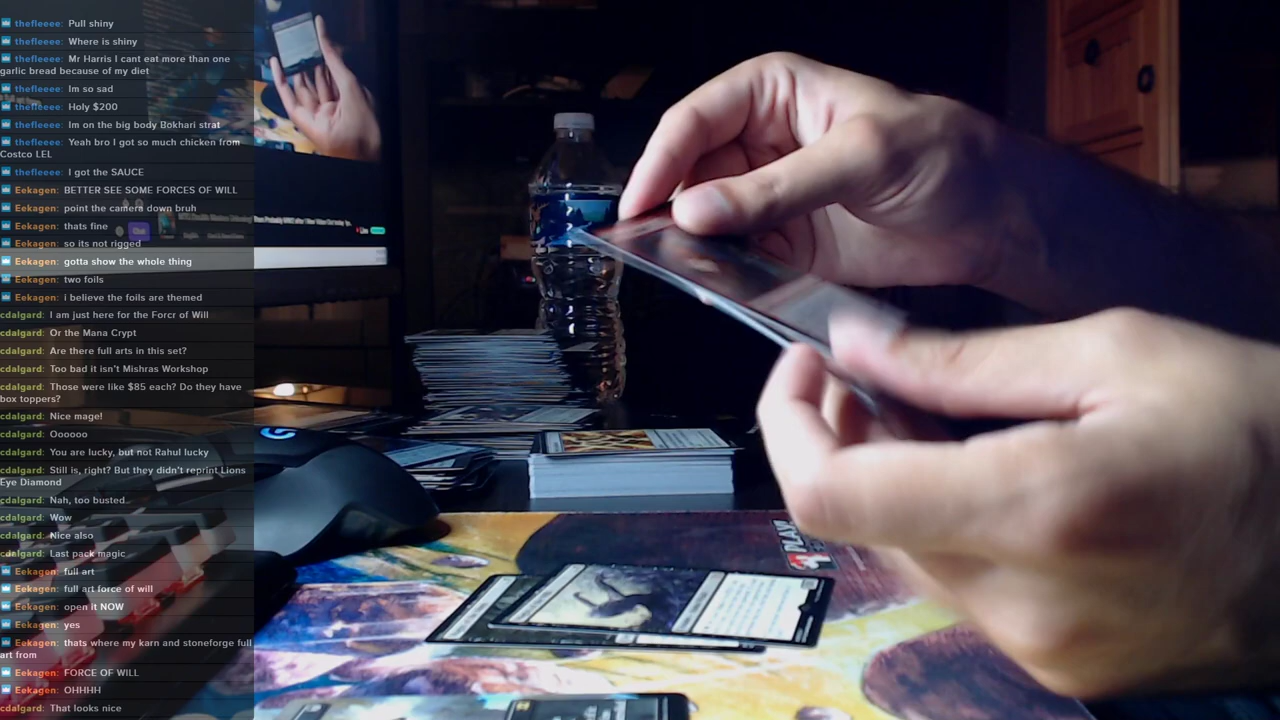 thefleeee: Pull shiny
thefleeee: Where is shiny
thefleeee: Mr Harris I cant eat more than one
garlic bread because of my diet
thefleeee: Im so sad
thefleeee: Holy $200
thefleeee: Im on the big body Bokhari strat
thefleeee: Yeah bro I got so much chicken from
Costco LEL
thefleeee: I got the SAUCE
Eekagen: BETTER SEE SOME FORCES OF WILL
Eekagen: point the camera down bruh
Eekagen: thats fine
Eekagen: so its not rigged
Eekagen: gotta show the whole thing
Eekagen: two foils
Eekagen: i believe the foils are themed
cdalgard: I am just here for the Forcr of Will
cdalgard: Or the Mana Crypt
cdalgard: Are there full arts in this set?
cdalgard: Too bad it isn't Mishras Workshop
cdalgard: Those were like $85 each? Do they have
box toppers?
cdalgard: Nice mage!
cdalgard: Oooooo
cdalgard: You are lucky, but not Rahul lucky
cdalgard: Still is, right? But they didn't reprint Lions
Eye Diamond
cdalgard: Nah, too busted
cdalgard: Wow
cdalgard: Nice also
cdalgard: Last pack magic
Eekagen: full art
Eekagen: full art force of will
Eekagen: open it NOW
Eekagen: yes
Eekagen: thats where my karn and stoneforge full
art from
Eekagen: FORCE OF WILL
Eekagen: OHHHH
cdalgard: That looks nice
PLAY